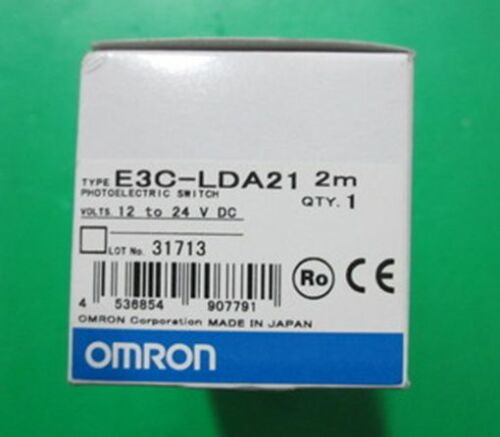 TYPE E3C-LDA21 2m
PHOTOELECTRIC SWITCH QTY. 1
VOLTS 12 to 24 V DC
LOT No. 31713
Ro CE
4 536854 907791
OMRON Corporation MADE IN JAPAN
OMRON